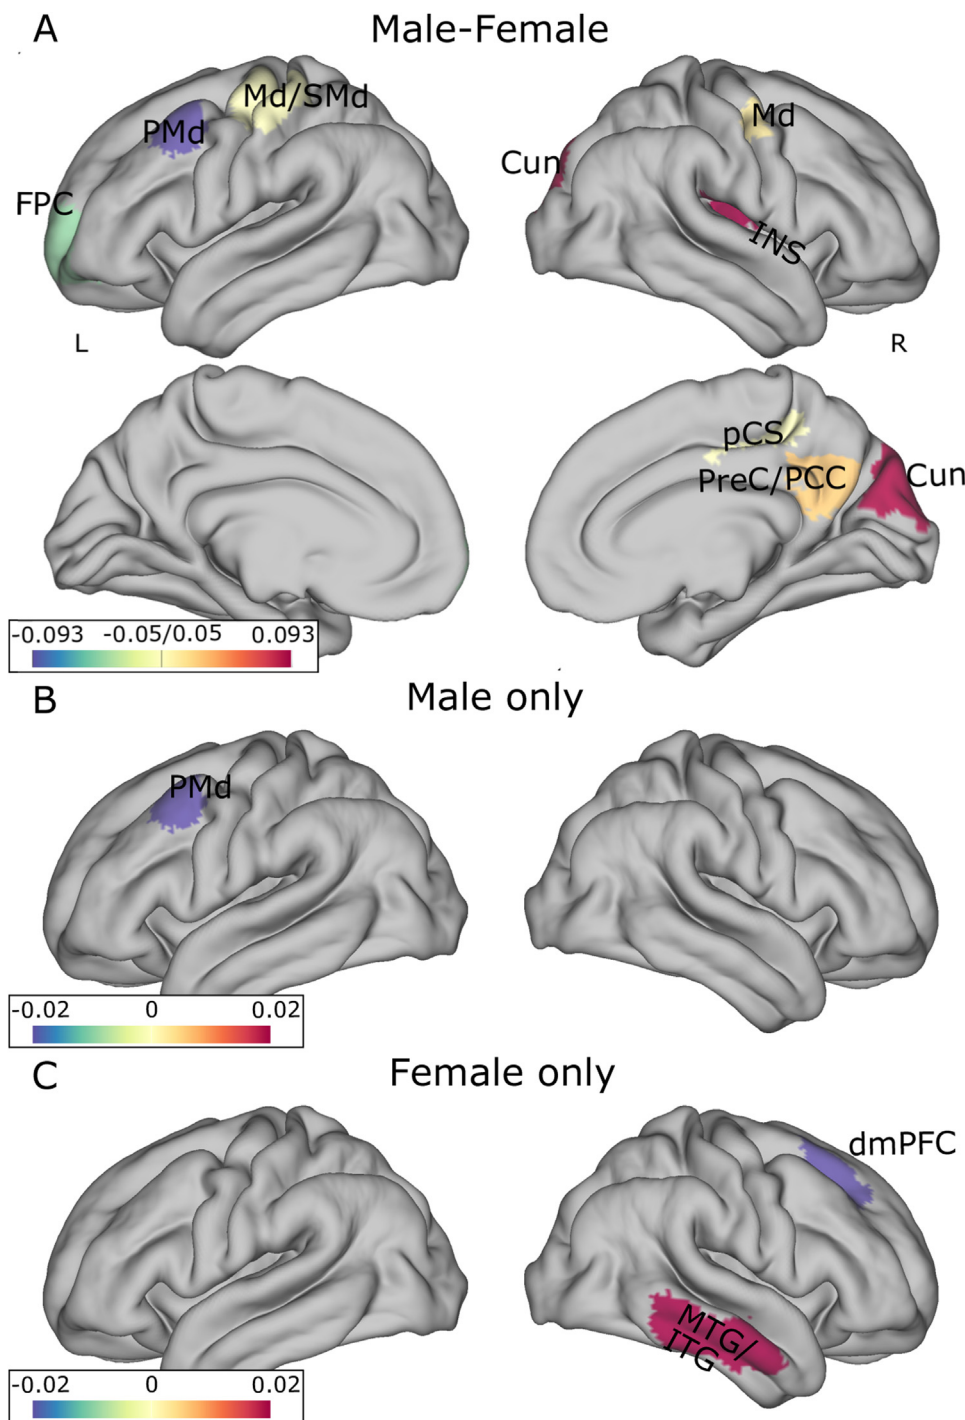 A
Male-Female
Md/SMd
PMd
FPC
Md
Cun
INS
L
R
pCS
PreC/PCC
Cun
-0.093 -0.05/0.05 0.093
B
Male only
PMd
-0.02 0 0.02
C
Female only
dmPFC
MTG/
ITG
-0.02 0 0.02